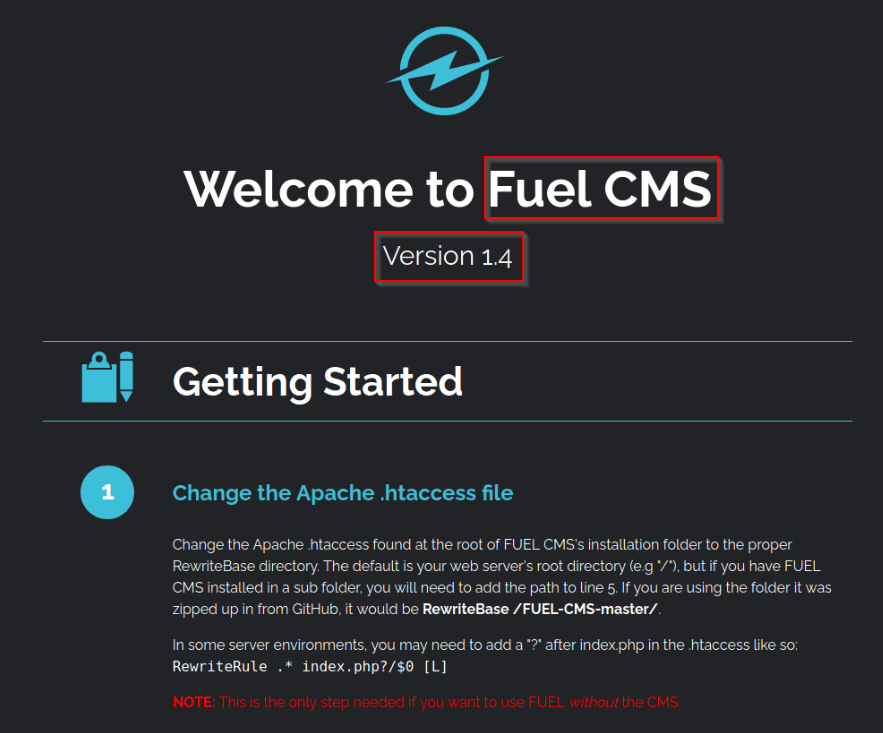 Welcome to Fuel CMS
Version 1.4
Getting Started
1
Change the Apache .htaccess file
Change the Apache .htaccess found at the root of FUEL CMS's installation folder to the proper
RewriteBase directory. The default is your web server's root directory (e.g "/"), but if you have FUEL
CMS installed in a sub folder, you will need to add the path to line 5. If you are using the folder it was
zipped up in from GitHub, it would be RewriteBase /FUEL-CMS-master/.
In some server environments, you may need to add a "?" after index.php in the .htaccess like so:
RewriteRule .* index.php?/$0 [L]
NOTE: This is the only step needed if you want to use FUEL without the CMS.